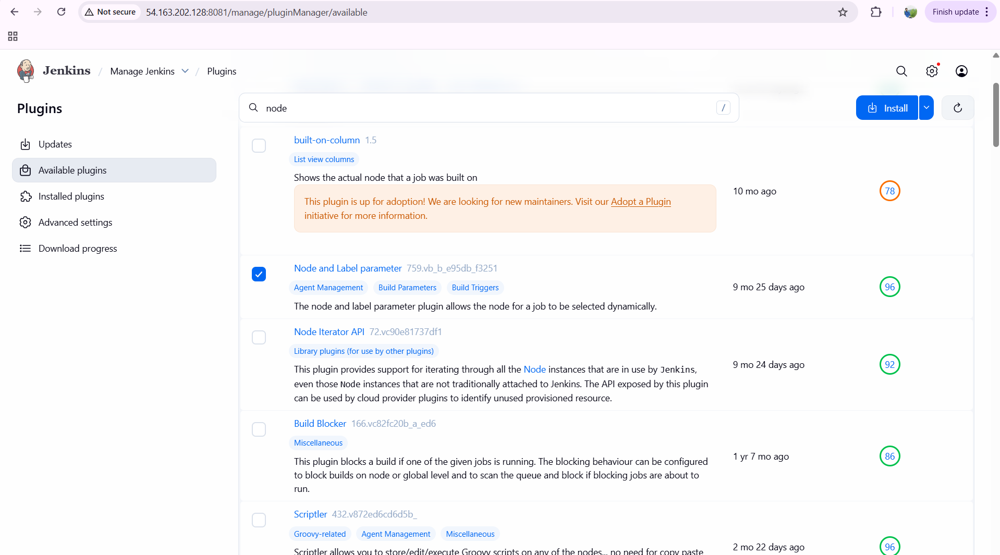 Not secure
54.163.202.128:8081/manage/pluginManager/available
Finish update
Jenkins / Manage Jenkins / Plugins
Plugins
Updates
Available plugins
Installed plugins
Advanced settings
Download progress
node
/
Install
built-on-column 1.5
List view columns
Shows the actual node that a job was built on
This plugin is up for adoption! We are looking for new maintainers. Visit our Adopt a Plugin
initiative for more information.
10 mo ago
78
Node and Label parameter 759.vb_b_e95db_f3251
Agent Management Build Parameters Build Triggers
The node and label parameter plugin allows the node for a job to be selected dynamically.
9 mo 25 days ago
96
Node Iterator API 72.vc90e81737df1
Library plugins (for use by other plugins)
This plugin provides support for iterating through all the Node instances that are in use by Jenkins,
even those Node instances that are not traditionally attached to Jenkins. The API exposed by this plugin
can be used by cloud provider plugins to identify unused provisioned resource.
9 mo 24 days ago
92
Build Blocker 166.vc82fc20b_a_ed6
Miscellaneous
This plugin blocks a build if one of the given jobs is running. The blocking behaviour can be configured
to block builds on node or global level and to scan the queue and block if blocking jobs are about to
run.
1 yr 7 mo ago
86
Scriptler 432.v872ed6cd6d5b_
Groovy-related Agent Management Miscellaneous
Scriptler allows you to store/edit/execute Groovy scripts on any of the nodes... no need for copy paste
2 mo 22 days ago
96